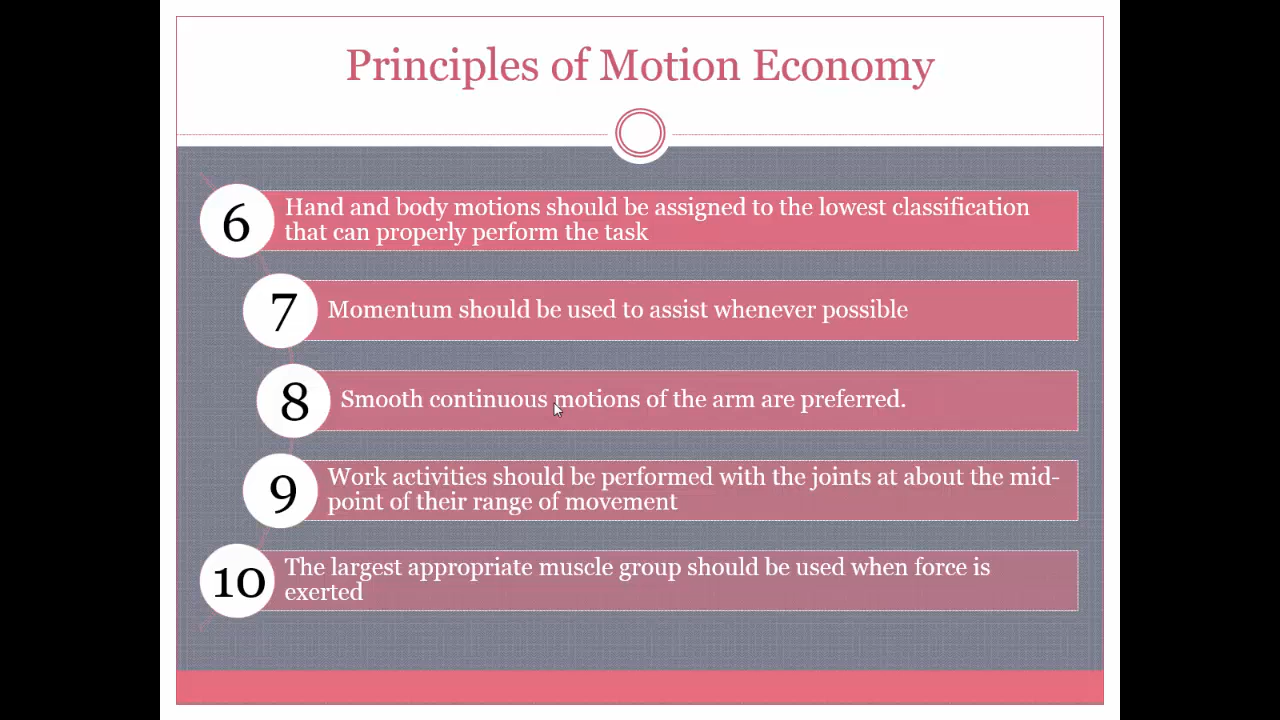 Principles of Motion Economy
6
Hand and body motions should be assigned to the lowest classification
that can properly perform the task
7
Momentum should be used to assist whenever possible
8
Smooth continuous motions of the arm are preferred.
9
Work activities should be performed with the joints at about the mid-
point of their range of movement
10
The largest appropriate muscle group should be used when force is
exerted